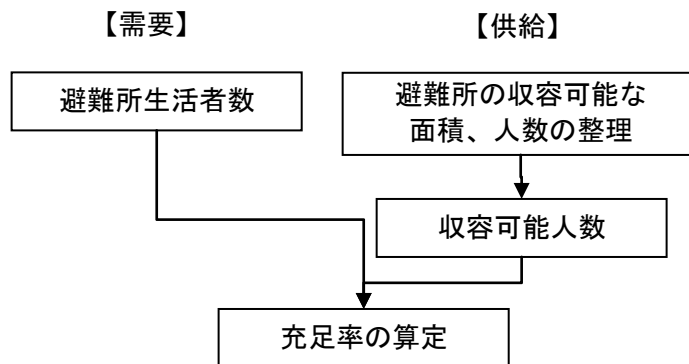 【需要】
【供給】
避難所生活者数
避難所の収容可能な
面積、人数の整理
収容可能人数
充足率の算定